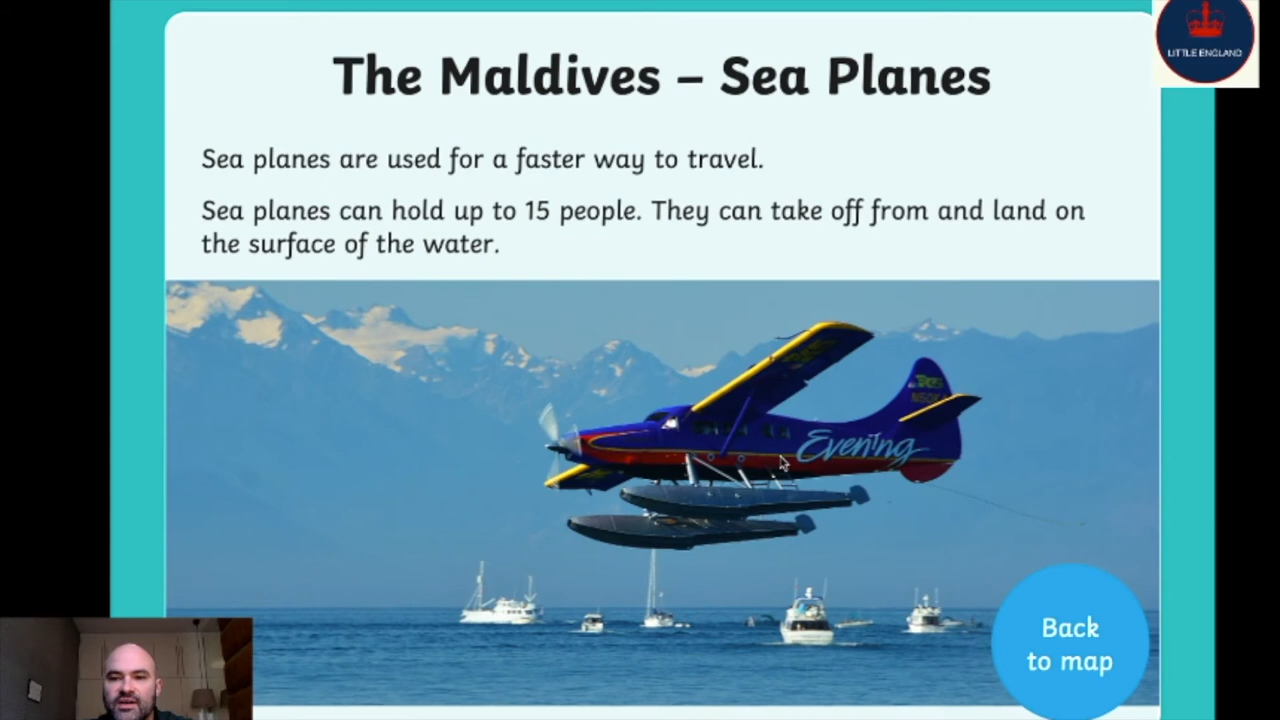 The Maldives – Sea Planes
LITTLE ENGLAND
Sea planes are used for a faster way to travel.
Sea planes can hold up to 15 people. They can take off from and land on
the surface of the water.
Evening
Back
to map